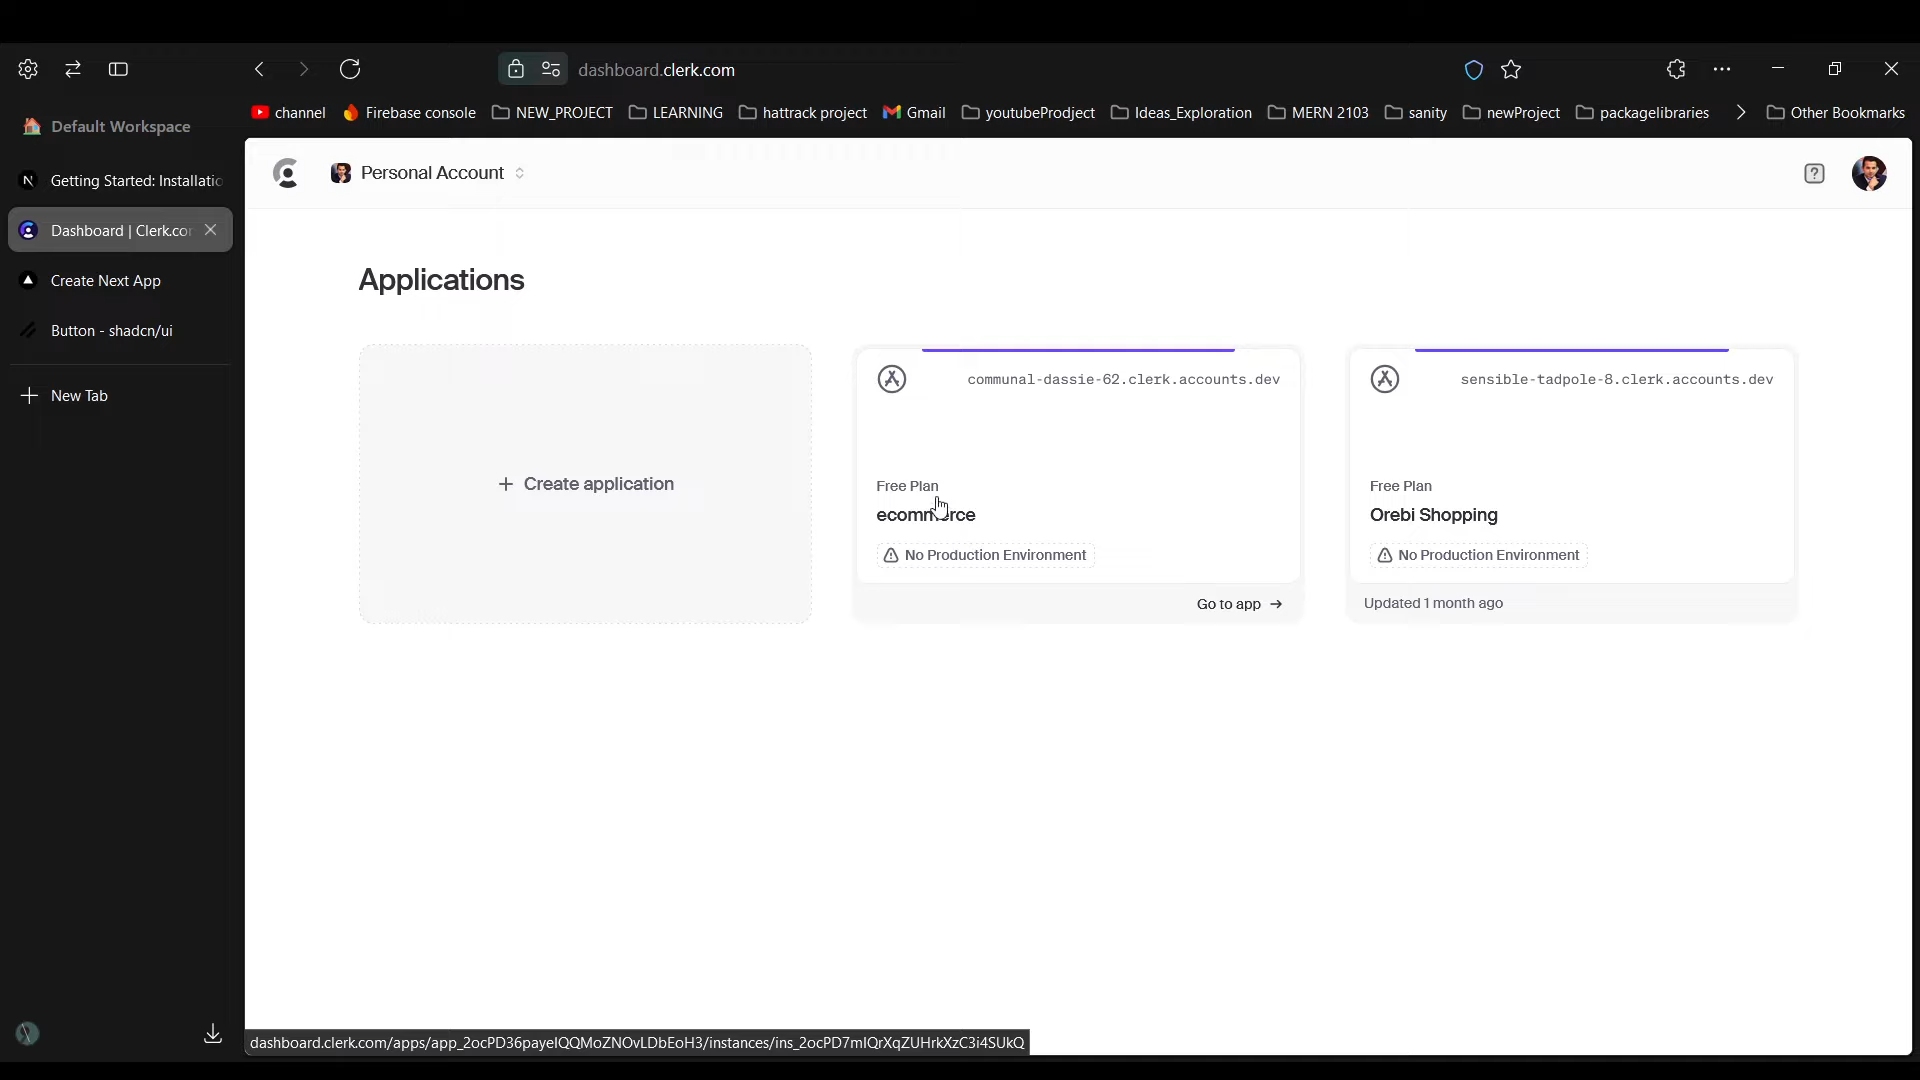 dashboard.clerk.com
Default Workspace
channel
Firebase console
NEW_PROJECT
LEARNING
hattrack project
Gmail
youtubeProdject
Ideas_Exploration
MERN 2103
sanity
newProject
packagelibraries
Other Bookmarks
Getting Started: Installatio
Dashboard | Clerk.cor
Create Next App
Button - shadcn/ui
New Tab
Personal Account
Applications
Create application
communal-dassie-62.clerk.accounts.dev
Free Plan
ecommerce
No Production Environment
Go to app →
sensible-tadpole-8.clerk.accounts.dev
Free Plan
Orebi Shopping
No Production Environment
Updated 1 month ago
dashboard.clerk.com/apps/app_2ocPD36payelQQMoZNOvLDbEoH3/instances/ins_2ocPD7mlQrXqZUHrkXzC3i4SUkQ